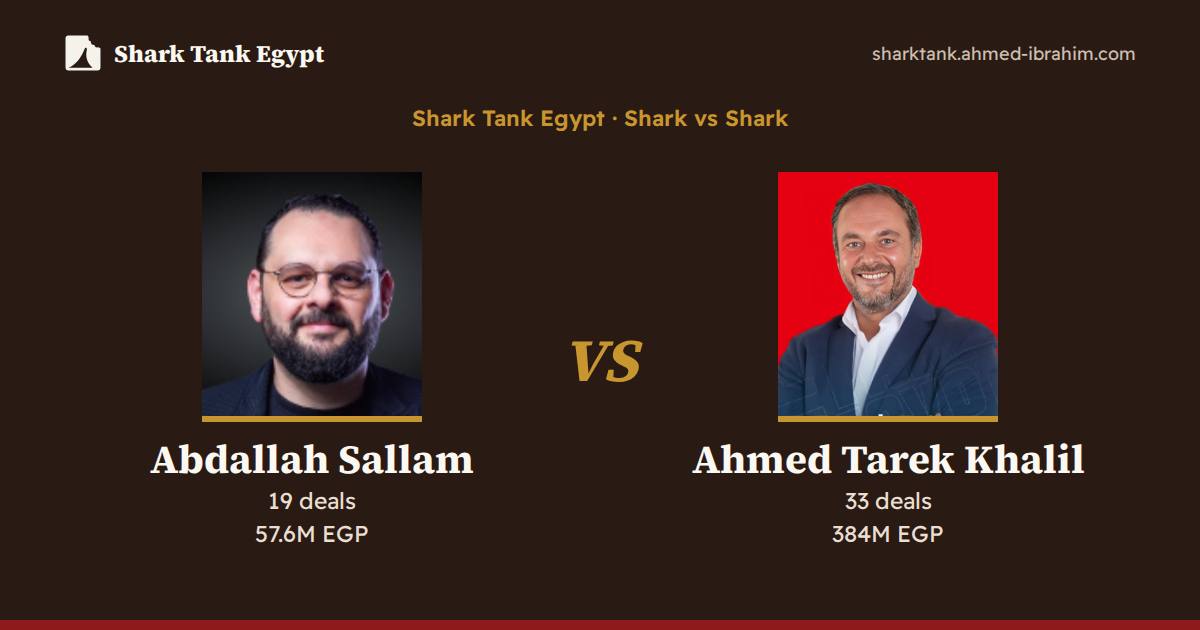 Shark Tank Egypt
sharktank.ahmed-ibrahim.com
Shark Tank Egypt · Shark vs Shark
vs
Abdallah Sallam
19 deals
57.6M EGP
Ahmed Tarek Khalil
33 deals
384M EGP